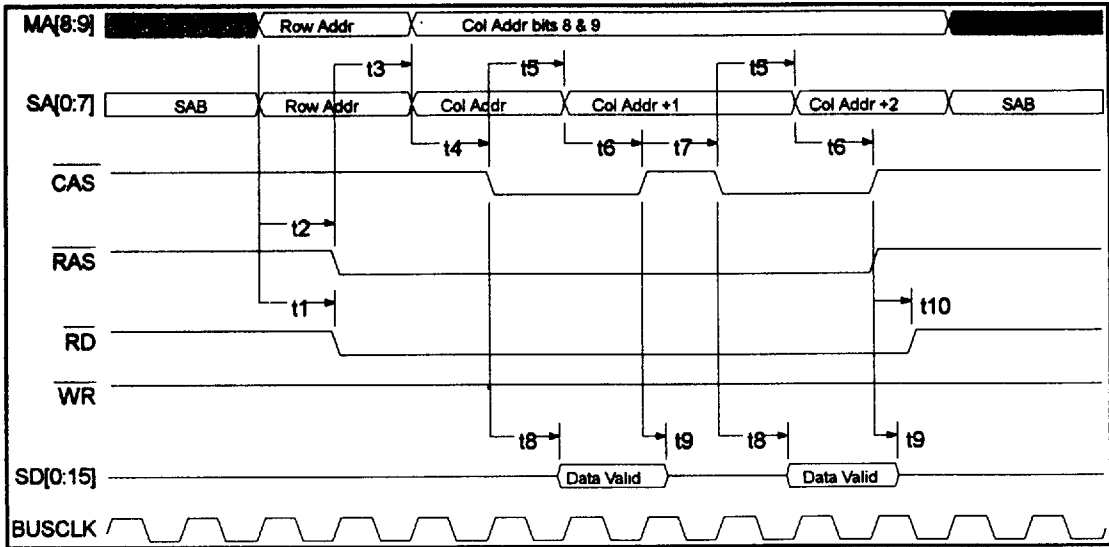 MA[8:9] Row Addr Col Addr bits 8 & 9
t3 t5 t5
SA[0:7] SAB Row Addr Col Addr Col Addr +1 Col Addr +2 SAB
t4 t6 t7 t6
CAS
t2
RAS
t1 t10
RD
WR
t8 t9 t8 t9
SD[0:15] Data Valid Data Valid
BUSCLK